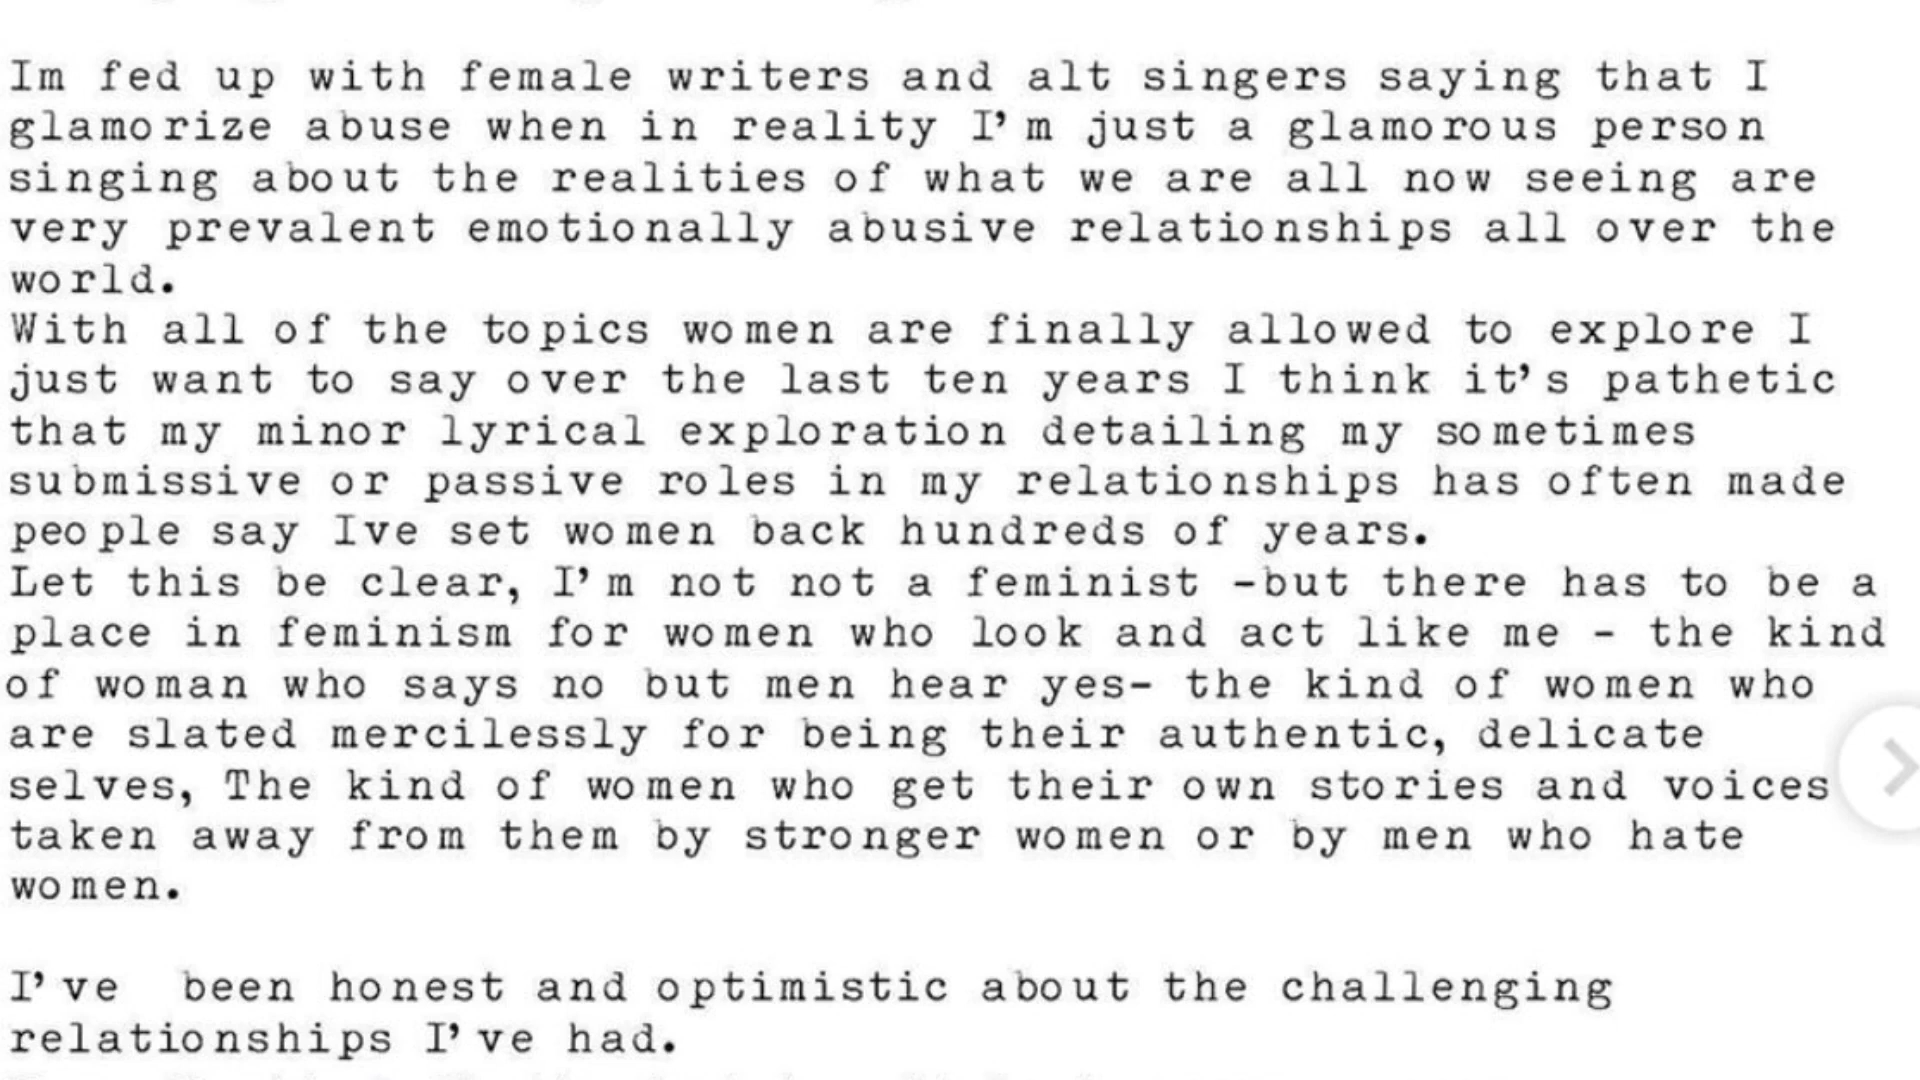 Im fed up with female writers and alt singers saying that I
glamorize abuse when in reality I'm just a glamorous person
singing about the realities of what we are all now seeing are
very prevalent emotionally abusive relationships all over the
world.
With all of the topics women are finally allowed to explore I
just want to say over the last ten years I think it's pathetic
that my minor lyrical exploration detailing my sometimes
submissive or passive roles in my relationships has often made
people say Ive set women back hundreds of years.
Let this be clear, I'm not not a feminist -but there has to be a
place in feminism for women who look and act like me - the kind
of woman who says no but men hear yes- the kind of women who
are slated mercilessly for being their authentic, delicate
selves, The kind of women who get their own stories and voices
taken away from them by stronger women or by men who hate
women.
I've been honest and optimistic about the challenging
relationships I've had.